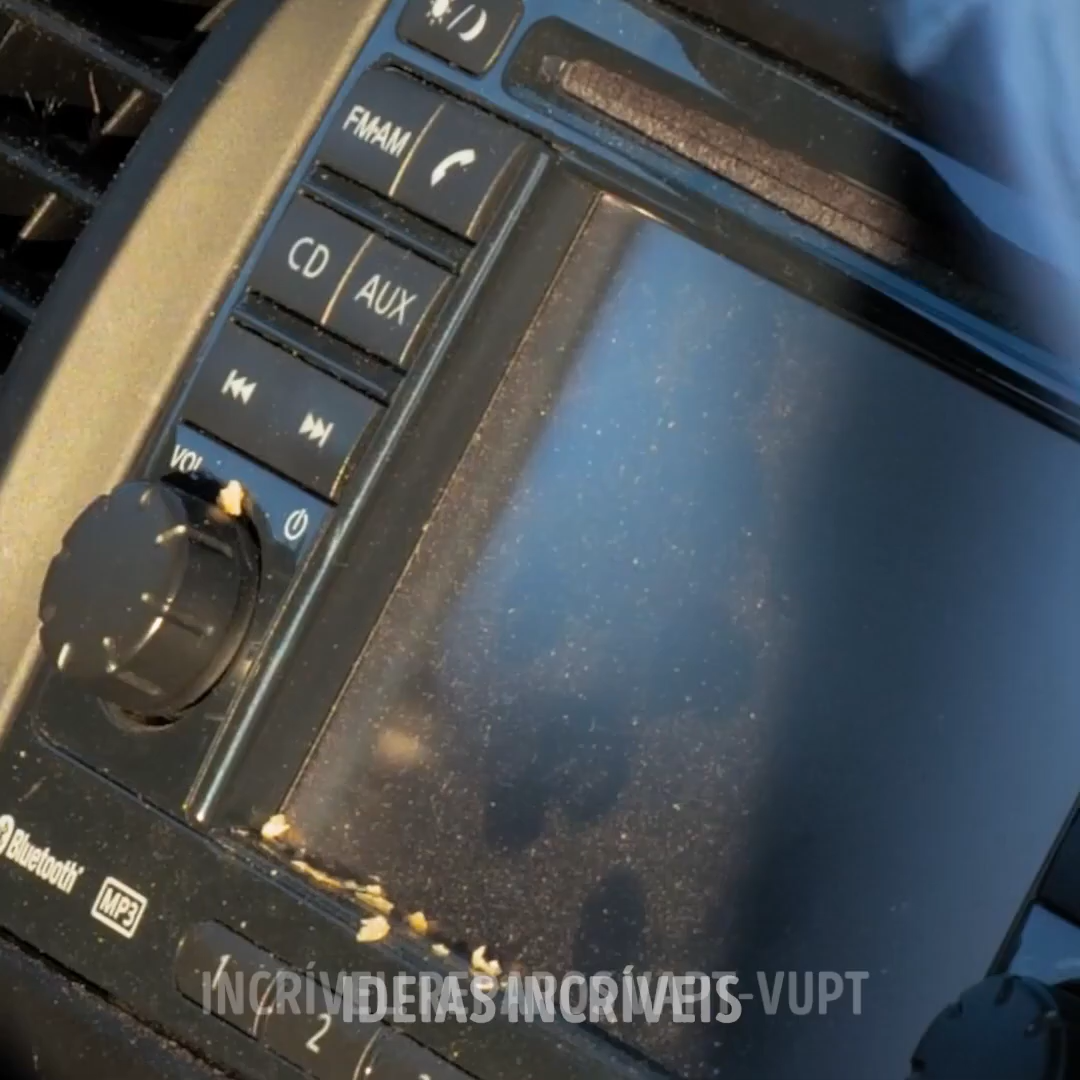 FM·AM
CD
AUX
VOL
Bluetooth
MP3
1
2
IDEIAS INCRÍVEIS